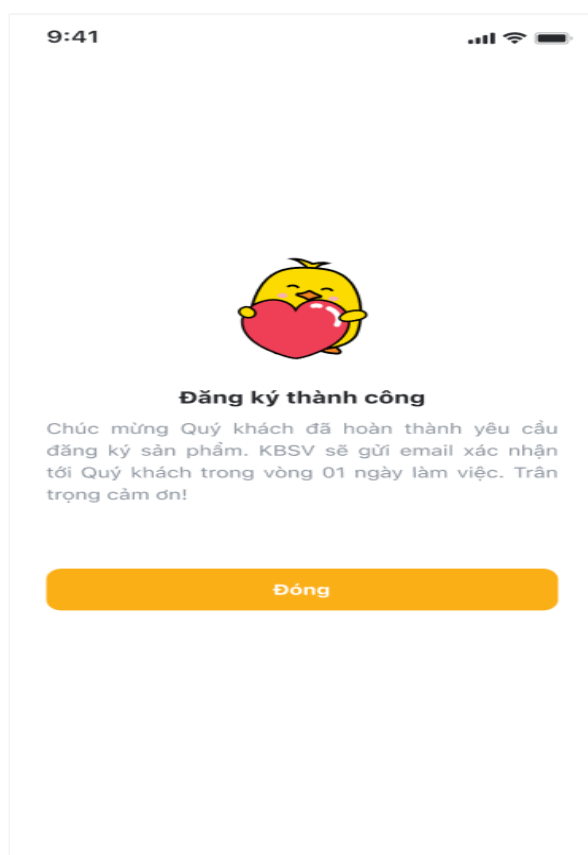 9:41
Đăng ký thành công
Chúc mừng Quý khách đã hoàn thành yêu cầu
đăng ký sản phẩm. KBSV sẽ gửi email xác nhận
tới Quý khách trong vòng 01 ngày làm việc. Trân
trọng cảm ơn!
Đóng